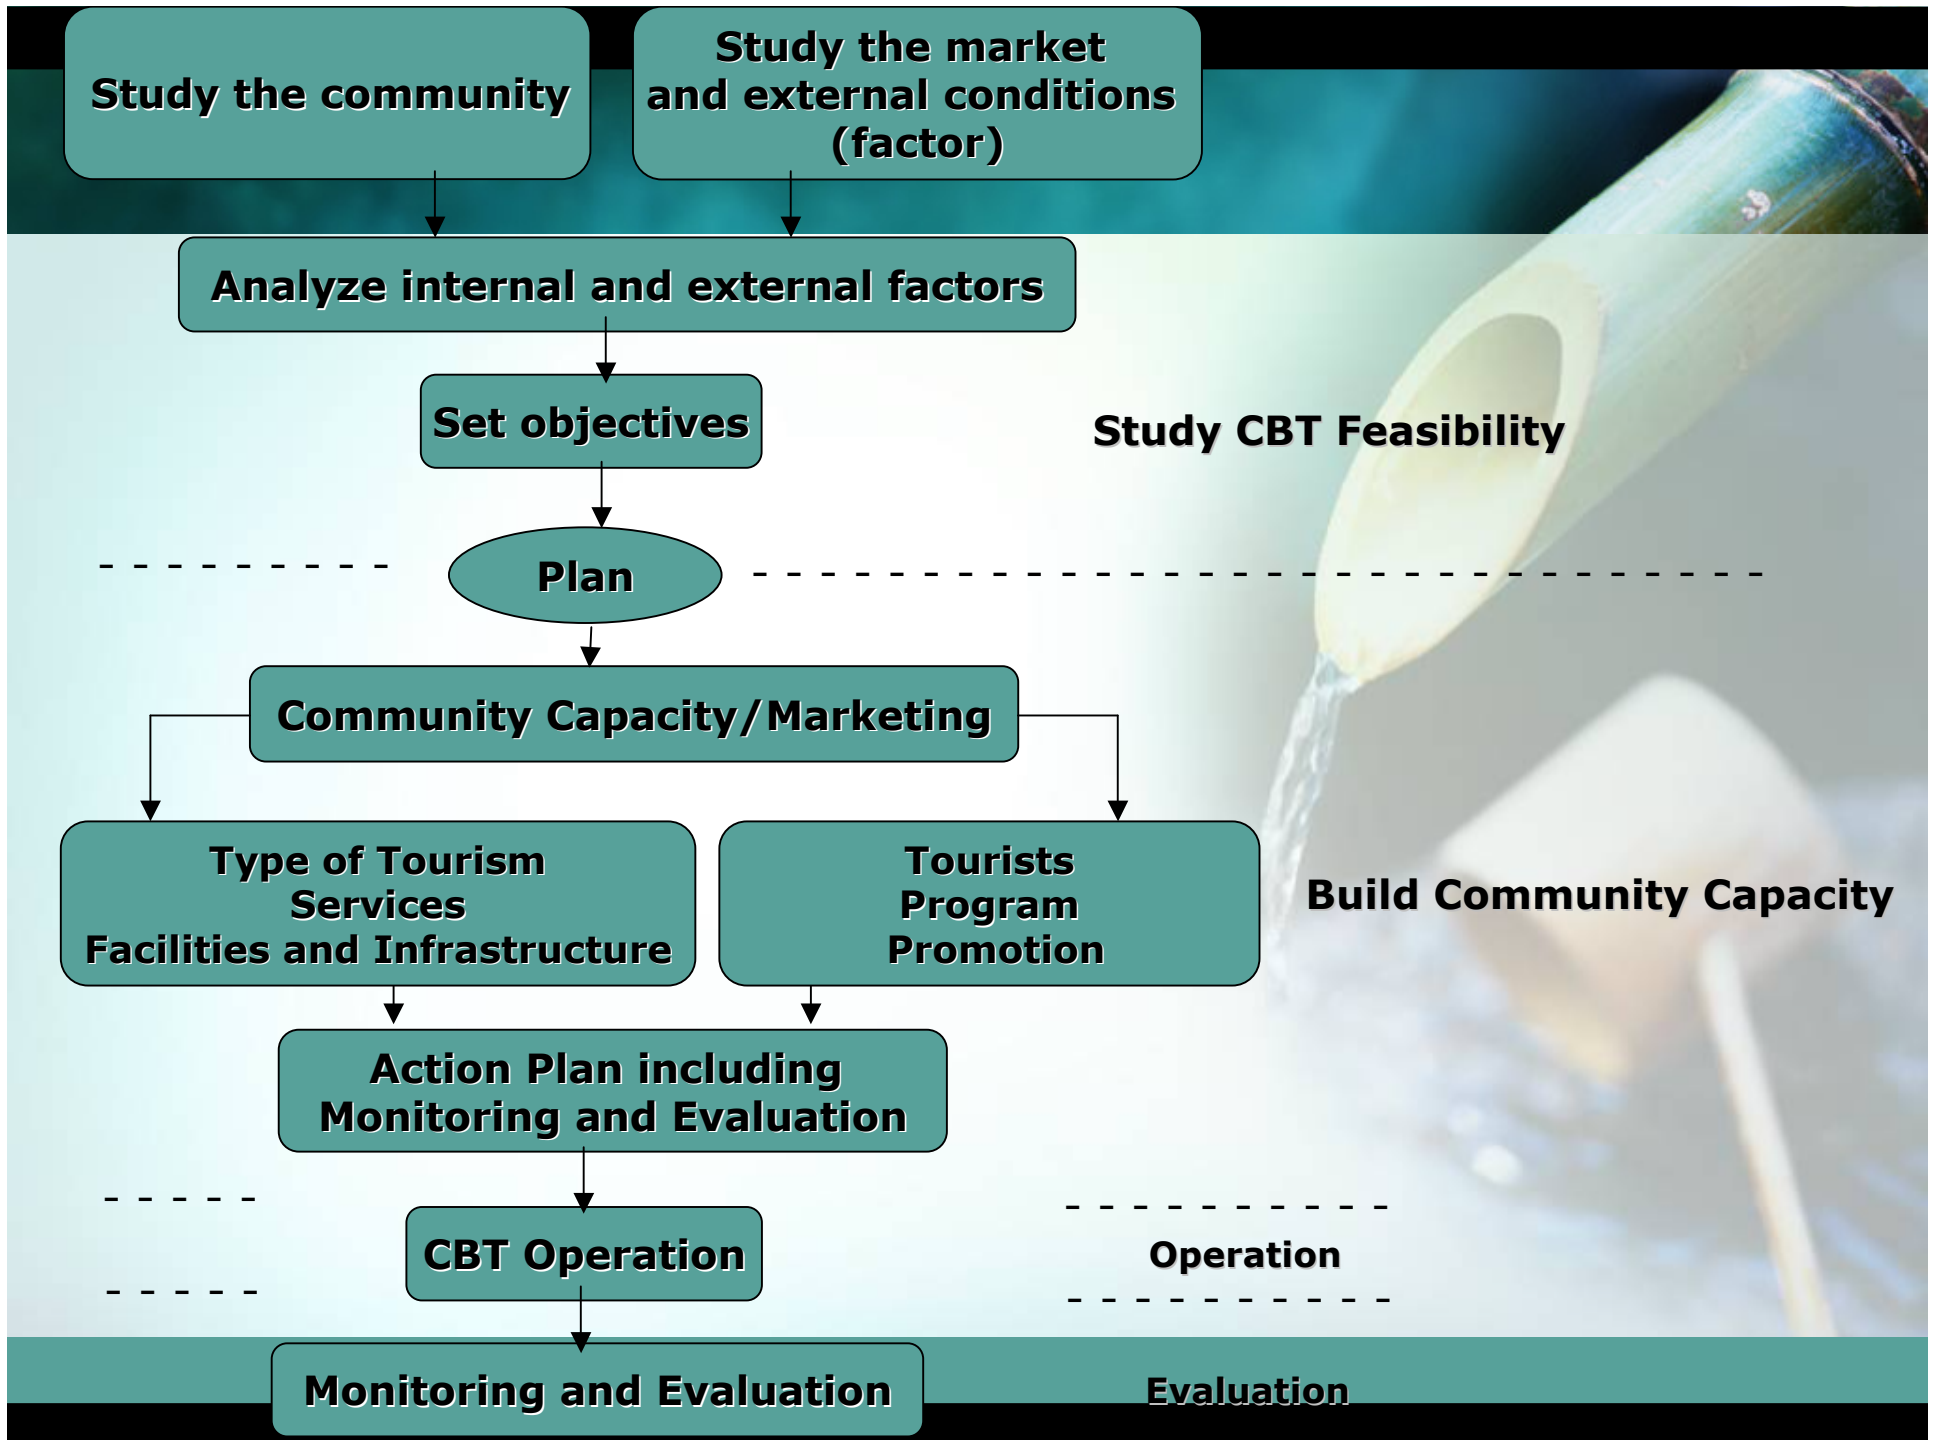 Study the community
Study the market
and external conditions
(factor)
Analyze internal and external factors
Set objectives
Study CBT Feasibility
Plan
Community Capacity/Marketing
Type of Tourism
Services
Facilities and Infrastructure
Tourists
Program
Promotion
Build Community Capacity
Action Plan including
Monitoring and Evaluation
CBT Operation
Operation
Monitoring and Evaluation
Evaluation